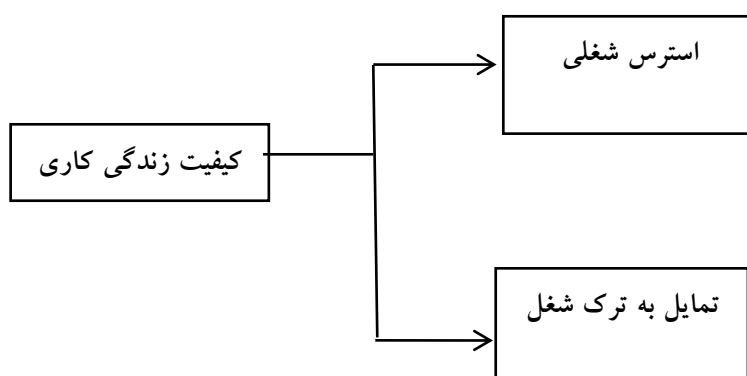 استرس شغلی
کیفیت زندگی کاری
تمایل به ترک شغل